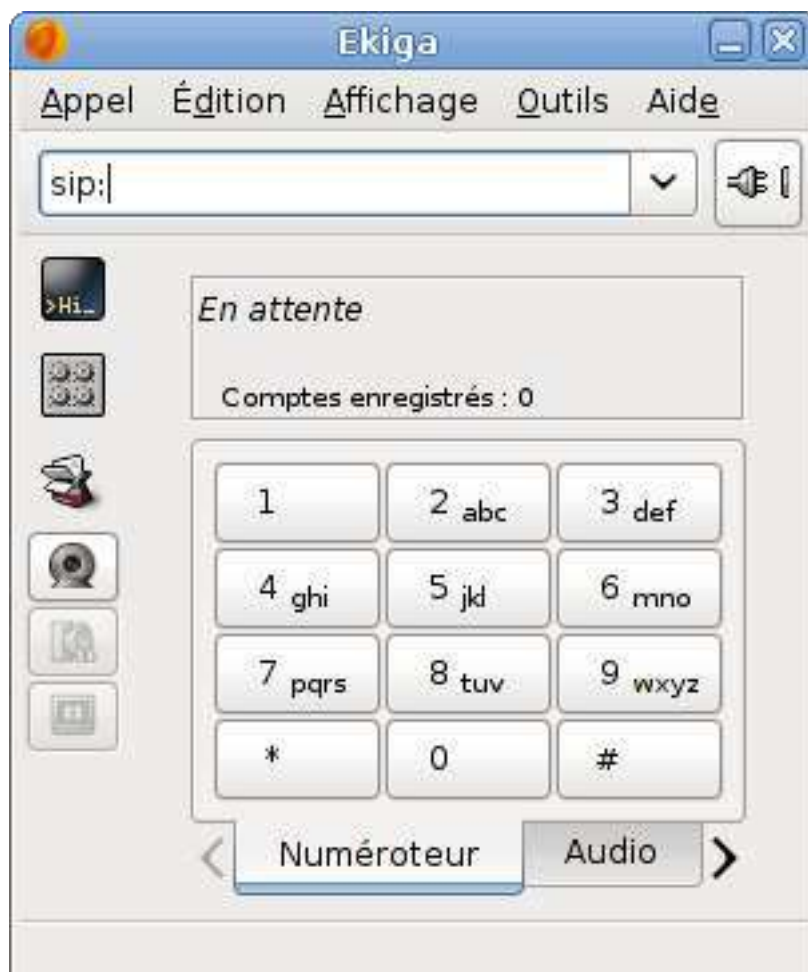 Ekiga
Appel Édition Affichage Outils Aide
sip:
>Hi_
En attente
Comptes enregistrés : 0
1 2 abc 3 def
4 ghi 5 jkl 6 mno
7 pqrs 8 tuv 9 wxyz
* 0 #
Numéroteur Audio